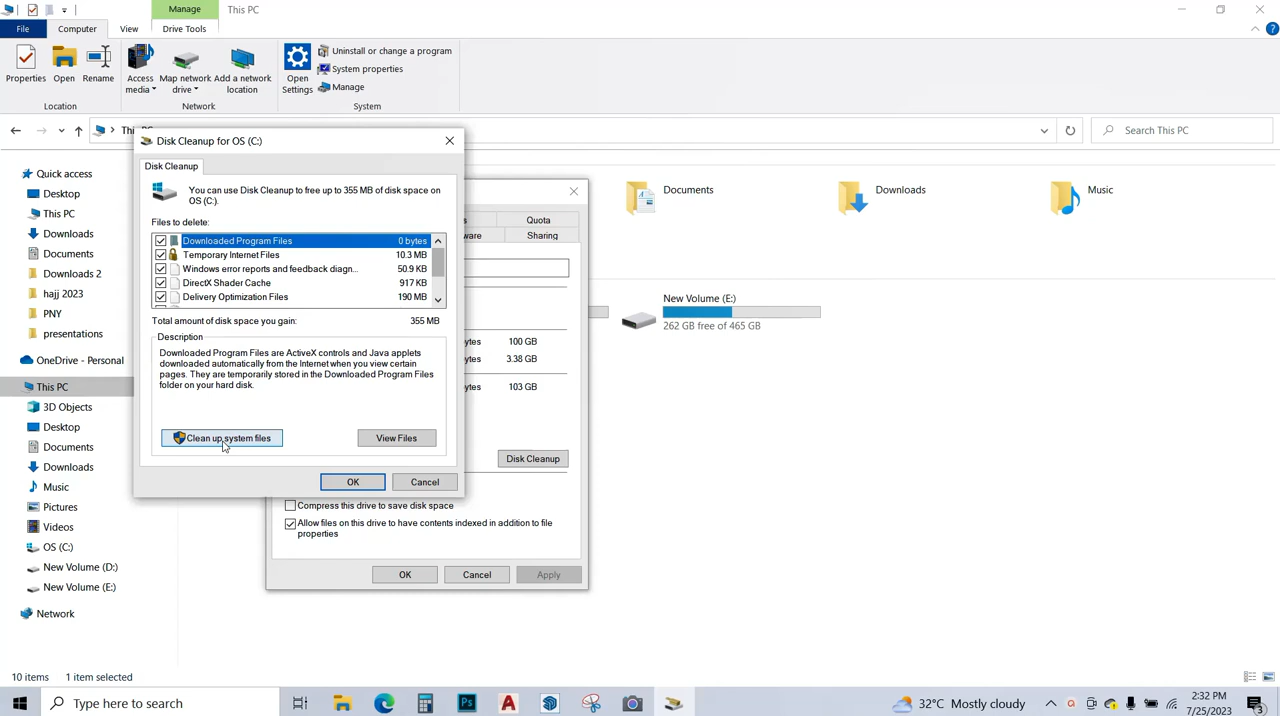 Manage
This PC
File
Computer
View
Drive Tools
Properties
Open
Rename
Access media
Map network drive
Add a network location
Open Settings
Uninstall or change a program
System properties
Manage
Location
Network
System
Search This PC
Quick access
Desktop
This PC
Downloads
Documents
Downloads 2
hajj 2023
PNY
presentations
OneDrive - Personal
This PC
3D Objects
Desktop
Documents
Downloads
Music
Pictures
Videos
OS (C:)
New Volume (D:)
New Volume (E:)
Network
Disk Cleanup for OS (C:)
Disk Cleanup
You can use Disk Cleanup to free up to 355 MB of disk space on
OS (C:).
Files to delete:
Downloaded Program Files 0 bytes
Temporary Internet Files 10.3 MB
Windows error reports and feedback diagn... 50.9 KB
DirectX Shader Cache 917 KB
Delivery Optimization Files 190 MB
Total amount of disk space you gain: 355 MB
Description
Downloaded Program Files are ActiveX controls and Java applets
downloaded automatically from the Internet when you view certain
pages. They are temporarily stored in the Downloaded Program Files
folder on your hard disk.
Clean up system files
View Files
OK
Cancel
Quota
Sharing
100 GB
3.38 GB
103 GB
Disk Cleanup
Compress this drive to save disk space
Allow files on this drive to have contents indexed in addition to file
properties
OK
Cancel
Apply
Documents
Downloads
Music
New Volume (E:)
262 GB free of 465 GB
10 items
1 item selected
Type here to search
32°C Mostly cloudy
2:32 PM
7/25/2023
3